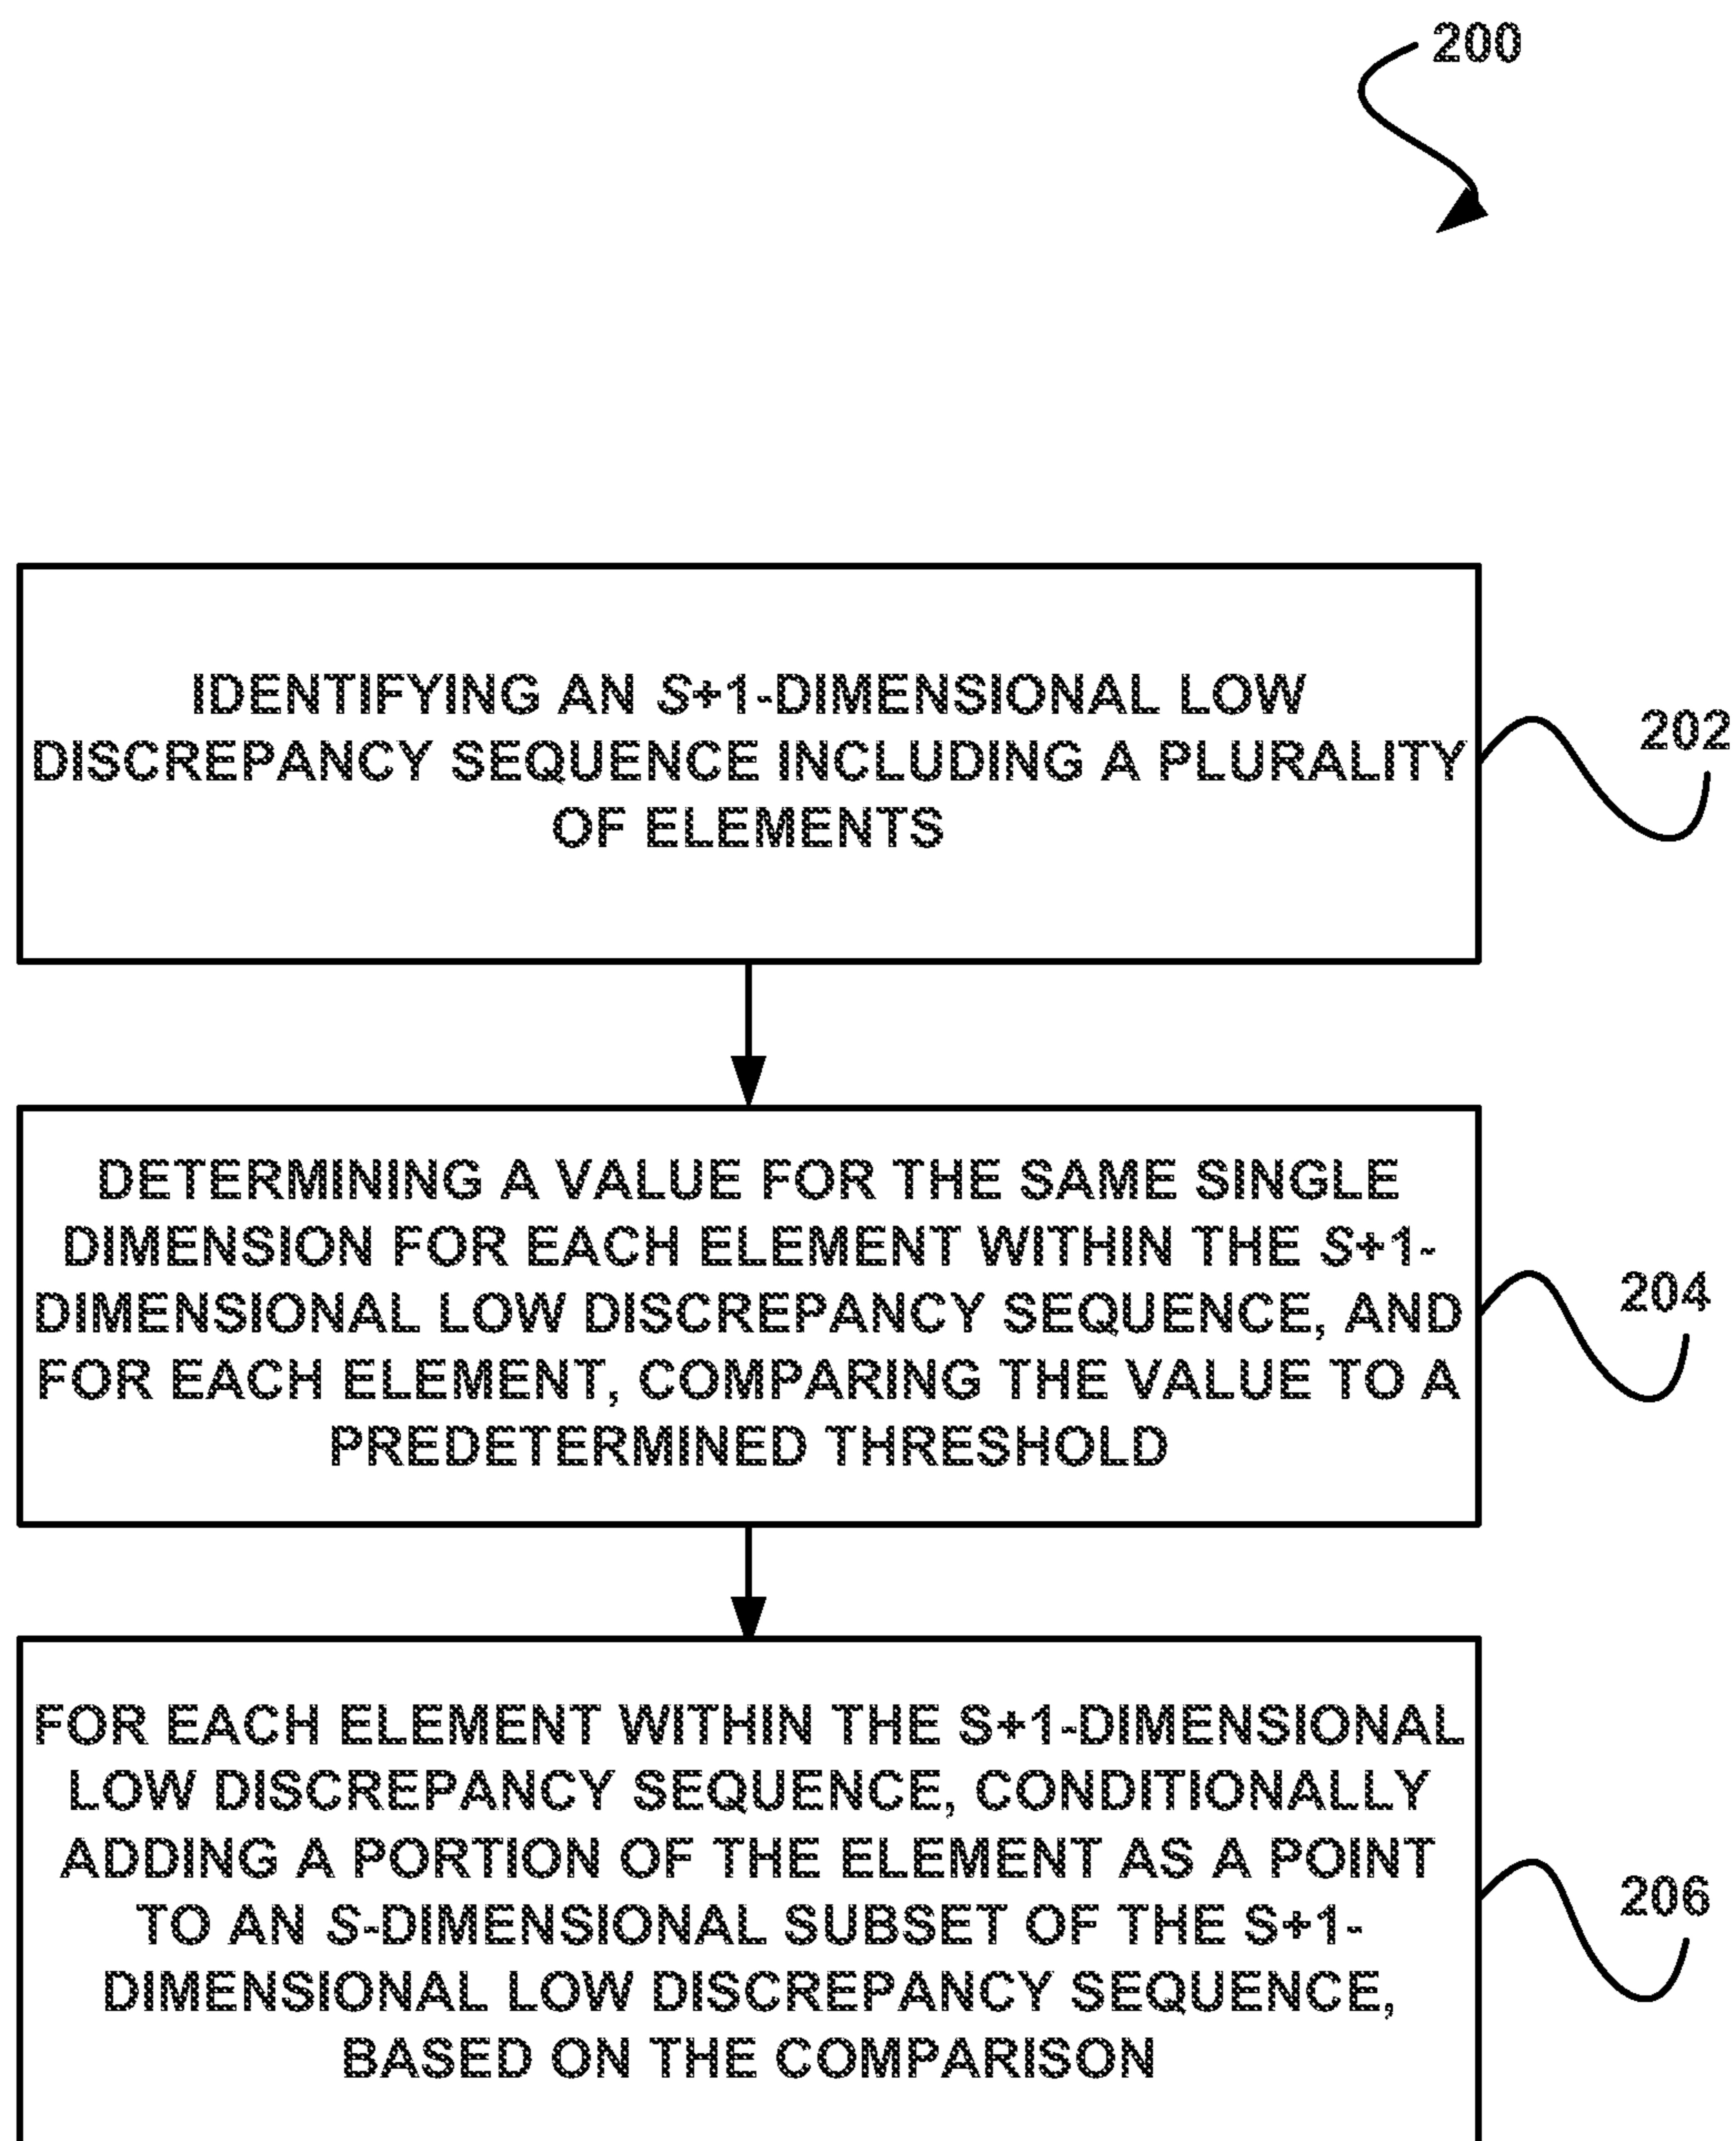 200
IDENTIFYING AN S+1-DIMENSIONAL LOW
DISCREPANCY SEQUENCE INCLUDING A PLURALITY
OF ELEMENTS
202
DETERMINING A VALUE FOR THE SAME SINGLE
DIMENSION FOR EACH ELEMENT WITHIN THE S+1-
DIMENSIONAL LOW DISCREPANCY SEQUENCE, AND
FOR EACH ELEMENT, COMPARING THE VALUE TO A
PREDETERMINED THRESHOLD
204
FOR EACH ELEMENT WITHIN THE S+1-DIMENSIONAL
LOW DISCREPANCY SEQUENCE, CONDITIONALLY
ADDING A PORTION OF THE ELEMENT AS A POINT
TO AN S-DIMENSIONAL SUBSET OF THE S+1-
DIMENSIONAL LOW DISCREPANCY SEQUENCE,
BASED ON THE COMPARISON
206